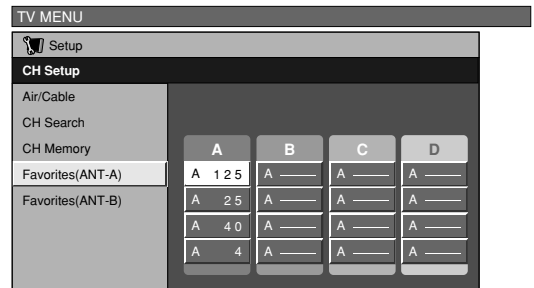 TV MENU
Setup
CH Setup
Air/Cable
CH Search
CH Memory
Favorites(ANT-A)
Favorites(ANT-B)
A B C D
A 125 A —— A —— A ——
A 25 A —— A —— A ——
A 40 A —— A —— A ——
A 4 A —— A —— A ——